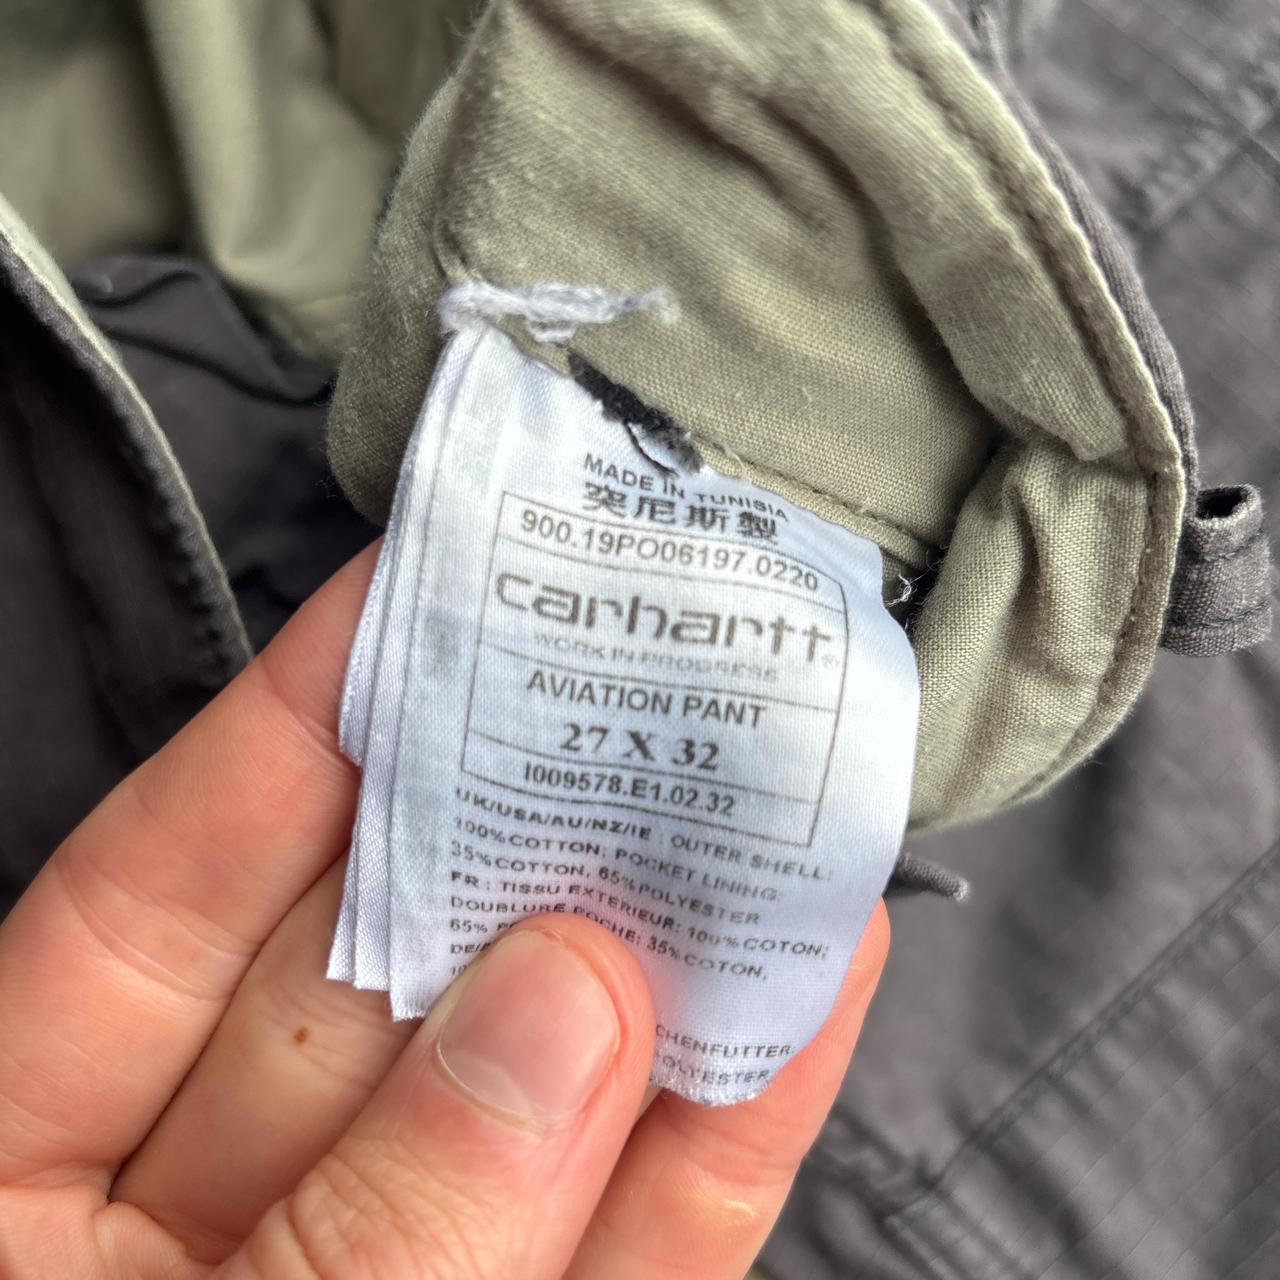 MADE IN TUNISIA
突尼斯製
900.19PO06197.0220
carhartt®
WORK IN PROGRESS
AVIATION PANT
27 X 32
I009578.E1.02.32
UK/USA/AU/NZ/IE : OUTER SHELL:
100%COTTON; POCKET LINING:
35%COTTON, 65%POLYESTER
FR : TISSU EXTERIEUR: 100%COTON;
DOUBLURE POCHE: 35%COTON,
65%
CHENFUTTER:
OLYESTER